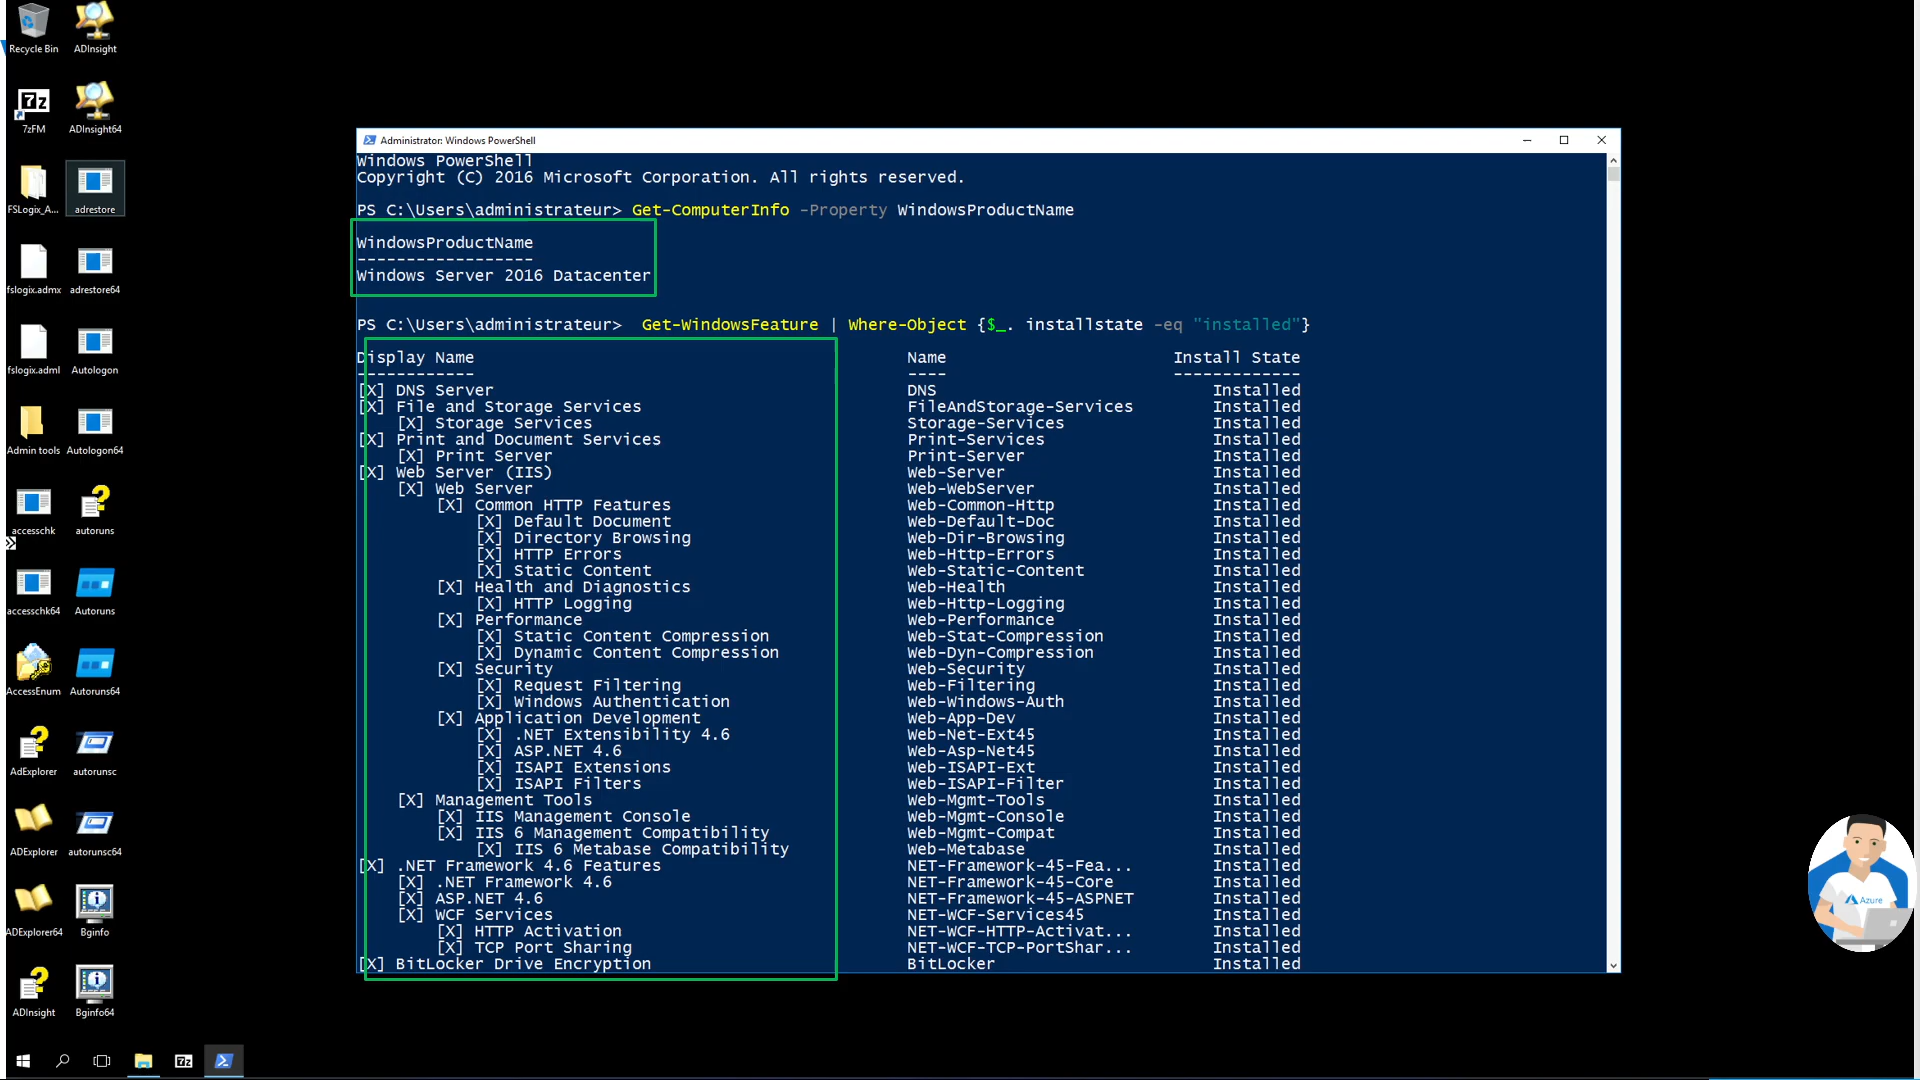 Recycle Bin
ADInsight
7zFM
ADInsight64
FSLogix_A...
adrestore
fslogix.admx
adrestore64
fslogix.adml
Autologon
Admin tools
Autologon64
accesschk
autoruns
accesschk64
Autoruns
AccessEnum
Autoruns64
AdExplorer
autorunsc
ADExplorer
autorunsc64
ADExplorer64
Bginfo
ADInsight
Bginfo64
Administrator: Windows PowerShell
Windows PowerShell
Copyright (C) 2016 Microsoft Corporation. All rights reserved.
PS C:\Users\administrateur> Get-ComputerInfo -Property WindowsProductName
WindowsProductName
------------------
Windows Server 2016 Datacenter
PS C:\Users\administrateur>  Get-WindowsFeature | Where-Object {$_. installstate -eq "installed"}
Display Name Name Install State
------------ ---- -------------
[X] DNS Server DNS Installed
[X] File and Storage Services FileAndStorage-Services Installed
[X] Storage Services Storage-Services Installed
[X] Print and Document Services Print-Services Installed
[X] Print Server Print-Server Installed
[X] Web Server (IIS) Web-Server Installed
[X] Web Server Web-WebServer Installed
[X] Common HTTP Features Web-Common-Http Installed
[X] Default Document Web-Default-Doc Installed
[X] Directory Browsing Web-Dir-Browsing Installed
[X] HTTP Errors Web-Http-Errors Installed
[X] Static Content Web-Static-Content Installed
[X] Health and Diagnostics Web-Health Installed
[X] HTTP Logging Web-Http-Logging Installed
[X] Performance Web-Performance Installed
[X] Static Content Compression Web-Stat-Compression Installed
[X] Dynamic Content Compression Web-Dyn-Compression Installed
[X] Security Web-Security Installed
[X] Request Filtering Web-Filtering Installed
[X] Windows Authentication Web-Windows-Auth Installed
[X] Application Development Web-App-Dev Installed
[X] .NET Extensibility 4.6 Web-Net-Ext45 Installed
[X] ASP.NET 4.6 Web-Asp-Net45 Installed
[X] ISAPI Extensions Web-ISAPI-Ext Installed
[X] ISAPI Filters Web-ISAPI-Filter Installed
[X] Management Tools Web-Mgmt-Tools Installed
[X] IIS Management Console Web-Mgmt-Console Installed
[X] IIS 6 Management Compatibility Web-Mgmt-Compat Installed
[X] IIS 6 Metabase Compatibility Web-Metabase Installed
[X] .NET Framework 4.6 Features NET-Framework-45-Fea... Installed
[X] .NET Framework 4.6 NET-Framework-45-Core Installed
[X] ASP.NET 4.6 NET-Framework-45-ASPNET Installed
[X] WCF Services NET-WCF-Services45 Installed
[X] HTTP Activation NET-WCF-HTTP-Activat... Installed
[X] TCP Port Sharing NET-WCF-TCP-PortShar... Installed
[X] BitLocker Drive Encryption BitLocker Installed
Azure
7z